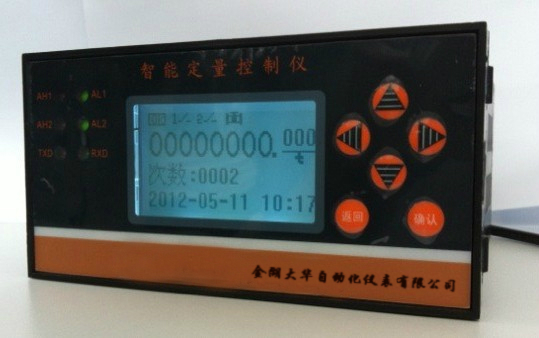 智能定量控制仪
AH1 AL1
AH2 AL2
TXD RXD
00000000.000
t
次数:0002
2012-05-11 10:17
返回 确认
金湖大华自动化仪表有限公司